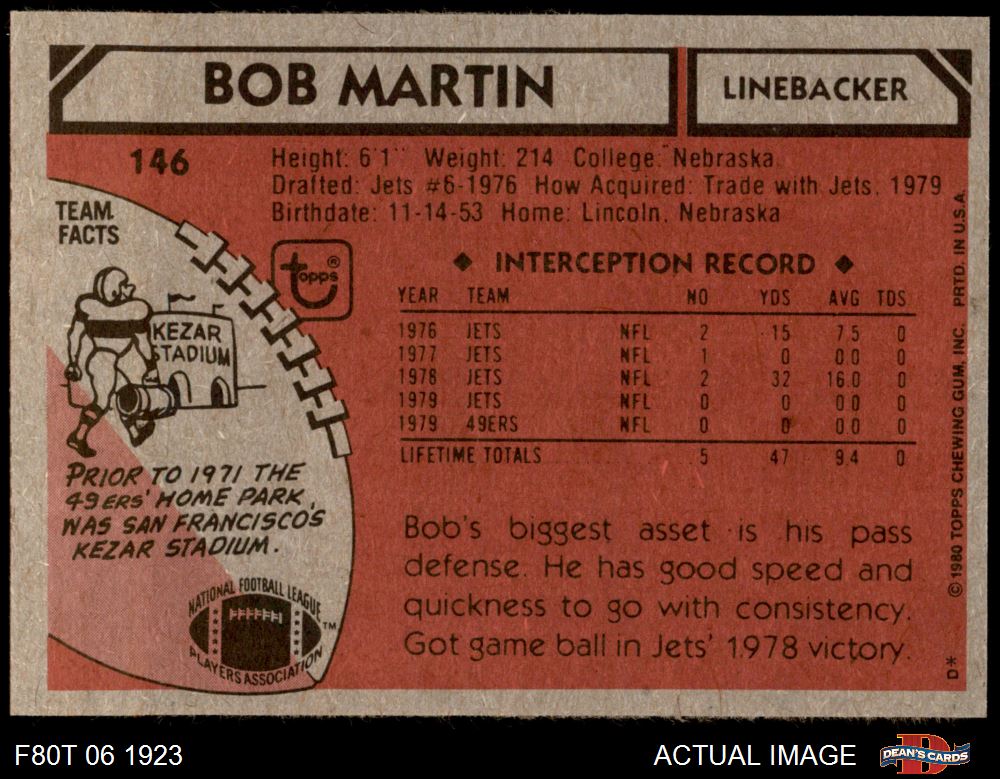 BOB MARTIN
LINEBACKER
146
Height: 6'1" Weight: 214 College: Nebraska
Drafted: Jets #6-1976 How Acquired: Trade with Jets, 1979
Birthdate: 11-14-53 Home: Lincoln, Nebraska
TEAM
FACTS
topps®
KEZAR
STADIUM
PRIOR TO 1971 THE
49ERS' HOME PARK
WAS SAN FRANCISCO'S
KEZAR STADIUM.
NATIONAL FOOTBALL LEAGUE
PLAYERS ASSOCIATION
TM
◆ INTERCEPTION RECORD ◆
YEAR TEAM NO YDS AVG TDS
1976 JETS NFL 2 15 7.5 0
1977 JETS NFL 1 0 0.0 0
1978 JETS NFL 2 32 16.0 0
1979 JETS NFL 0 0 0.0 0
1979 49ERS NFL 0 0 0.0 0
LIFETIME TOTALS 5 47 9.4 0
Bob's biggest asset is his pass
defense. He has good speed and
quickness to go with consistency.
Got game ball in Jets' 1978 victory.
D* © 1980 TOPPS CHEWING GUM, INC. PRTD. IN U.S.A.
F80T 06 1923
ACTUAL IMAGE
DEAN'S CARDS